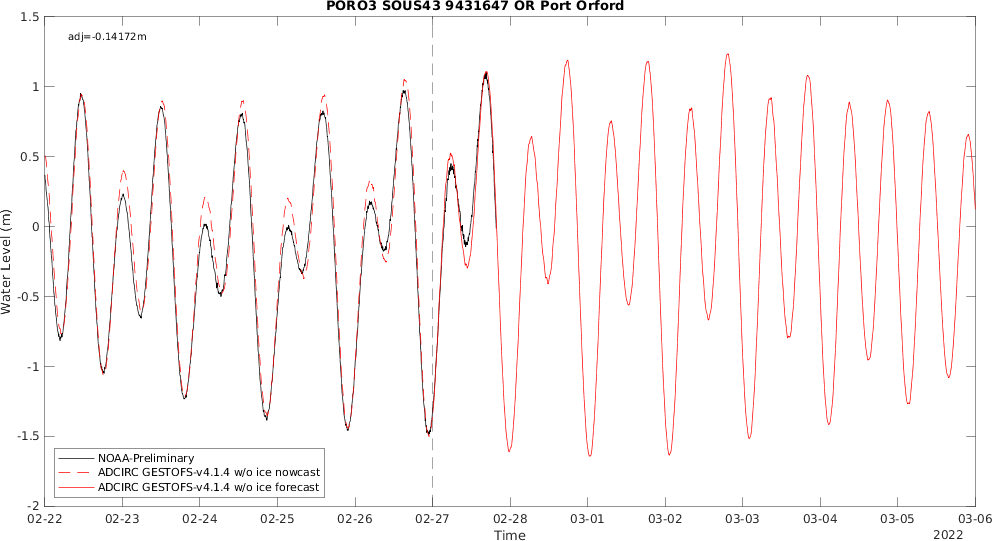 PORO3 SOUS43 9431647 OR Port Orford
adj=-0.14172m
1.5
1
0.5
0
-0.5
-1
-1.5
-2
Water Level (m)
NOAA-Preliminary
ADCIRC GESTOFS-v4.1.4 w/o ice nowcast
ADCIRC GESTOFS-v4.1.4 w/o ice forecast
02-22 02-23 02-24 02-25 02-26 02-27 02-28 03-01 03-02 03-03 03-04 03-05 03-06
Time
2022